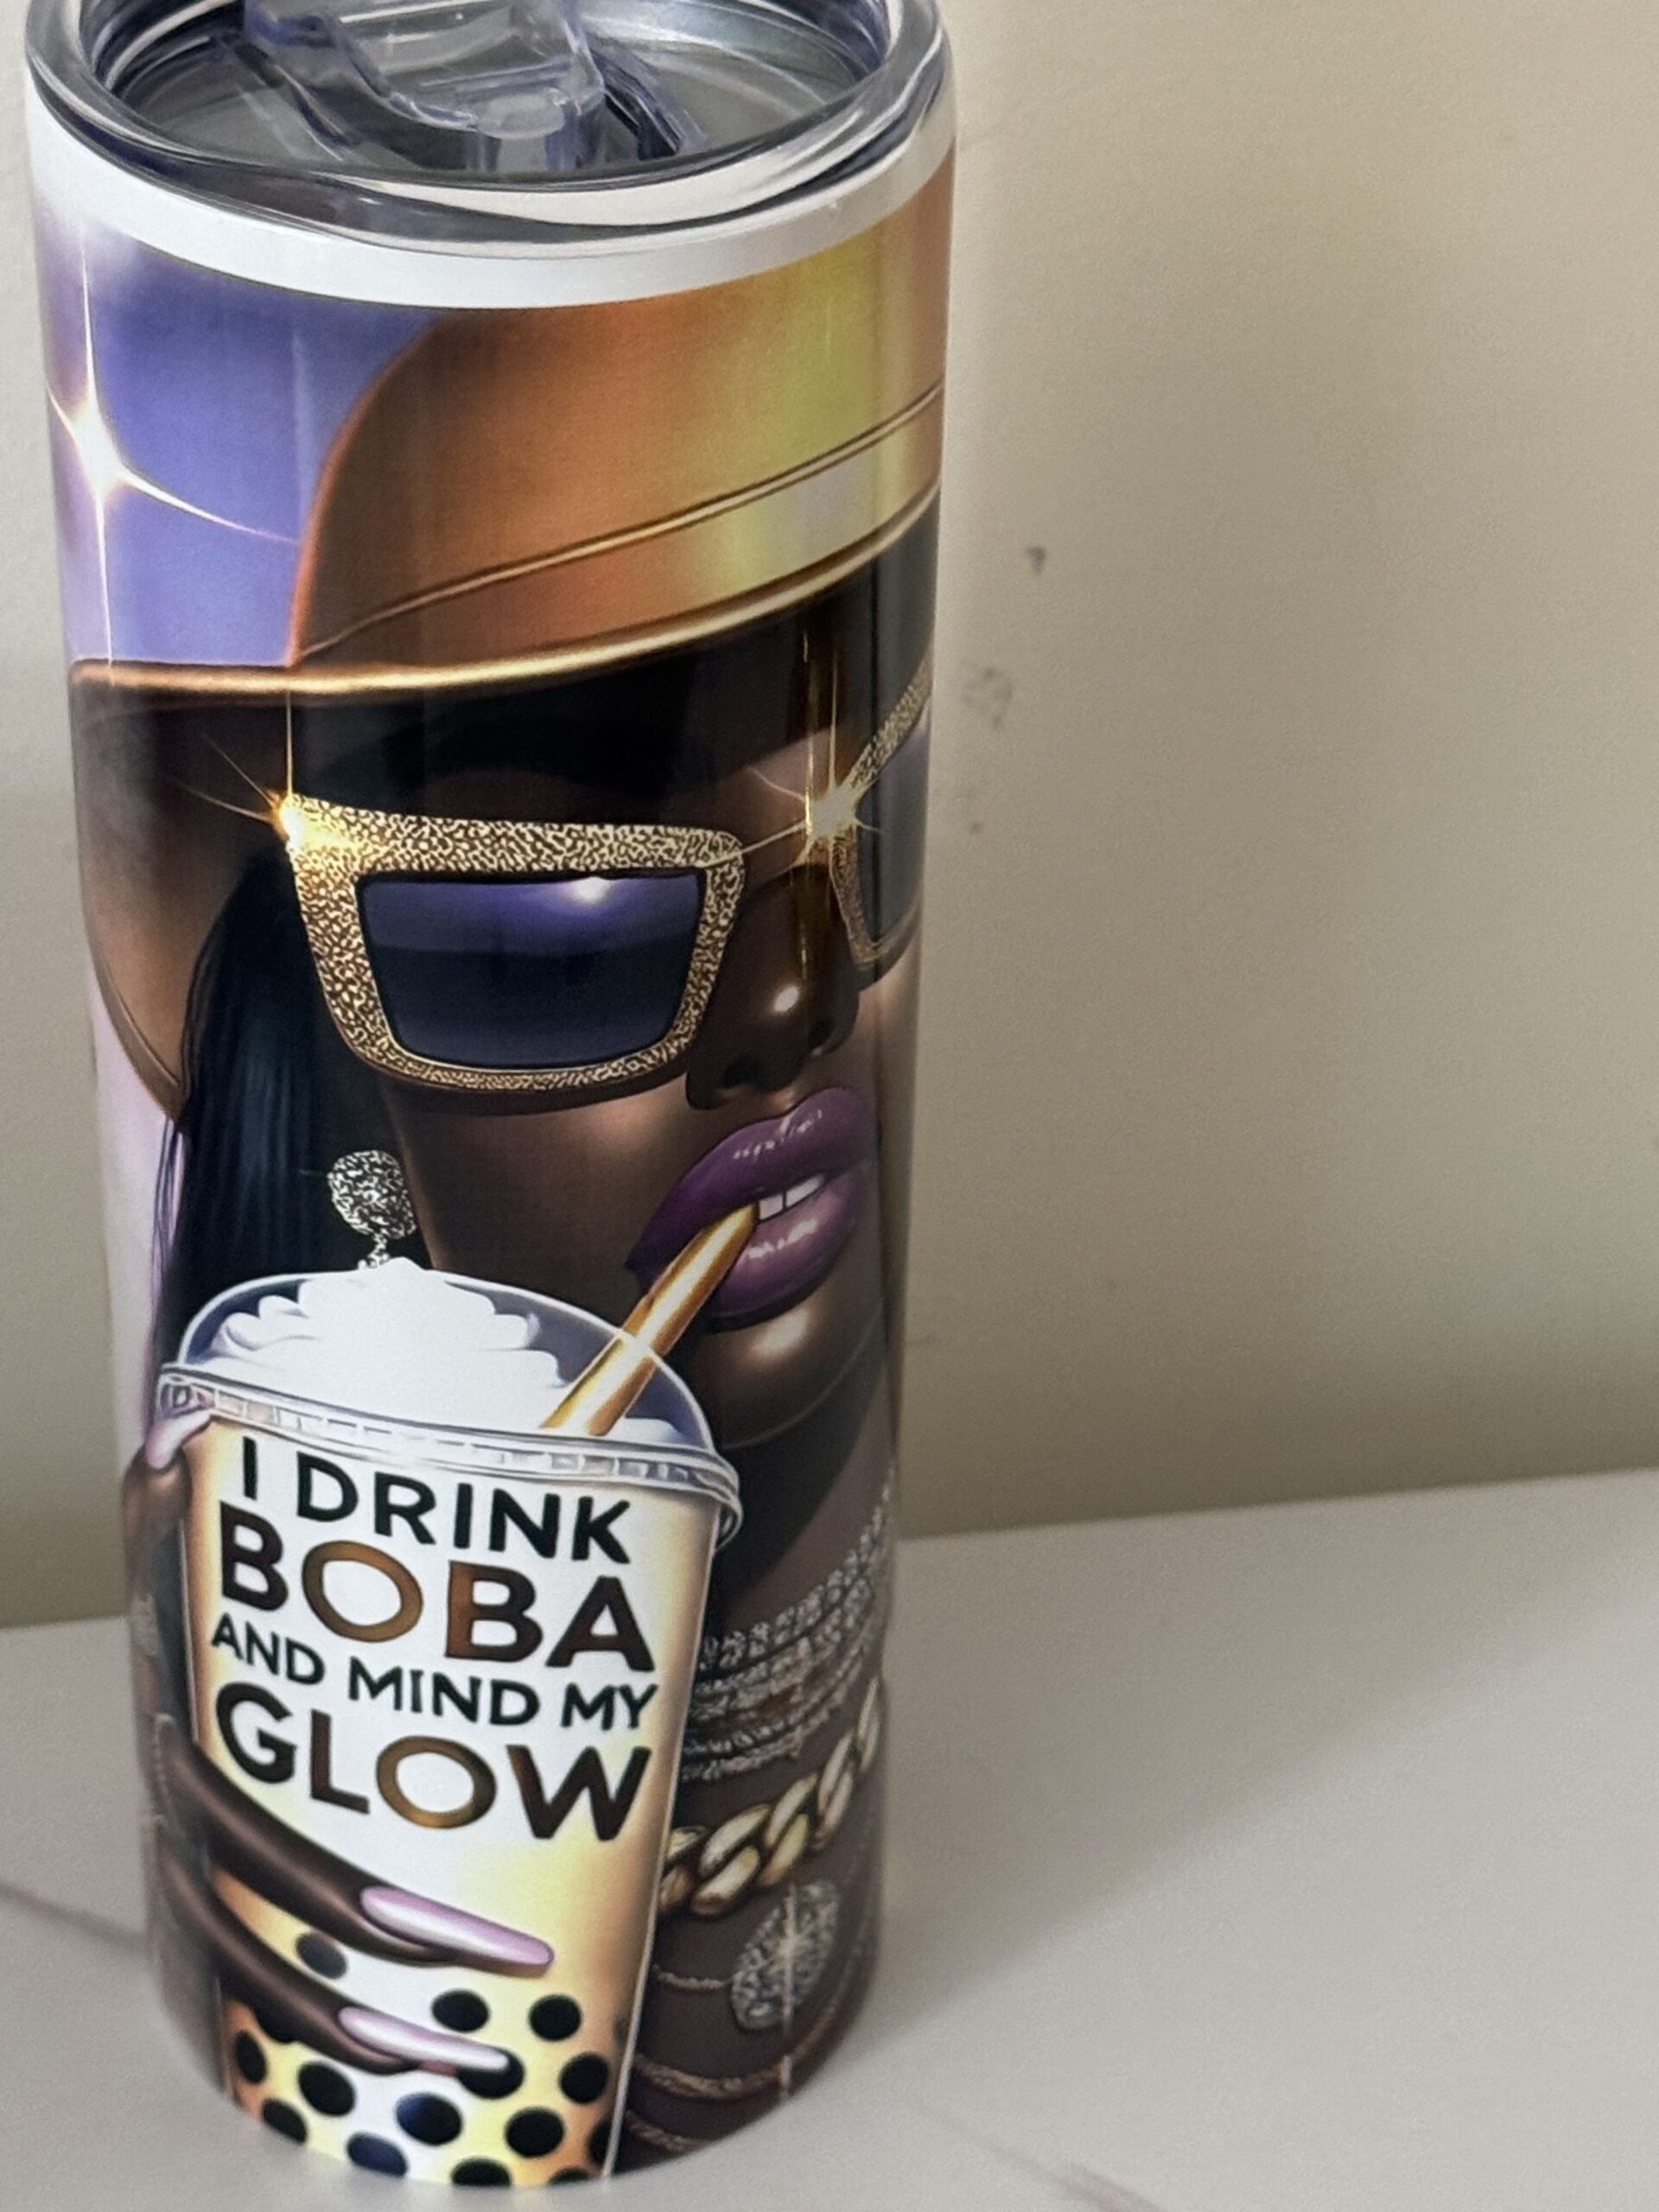 I DRINK
BOBA
AND MIND MY
GLOW